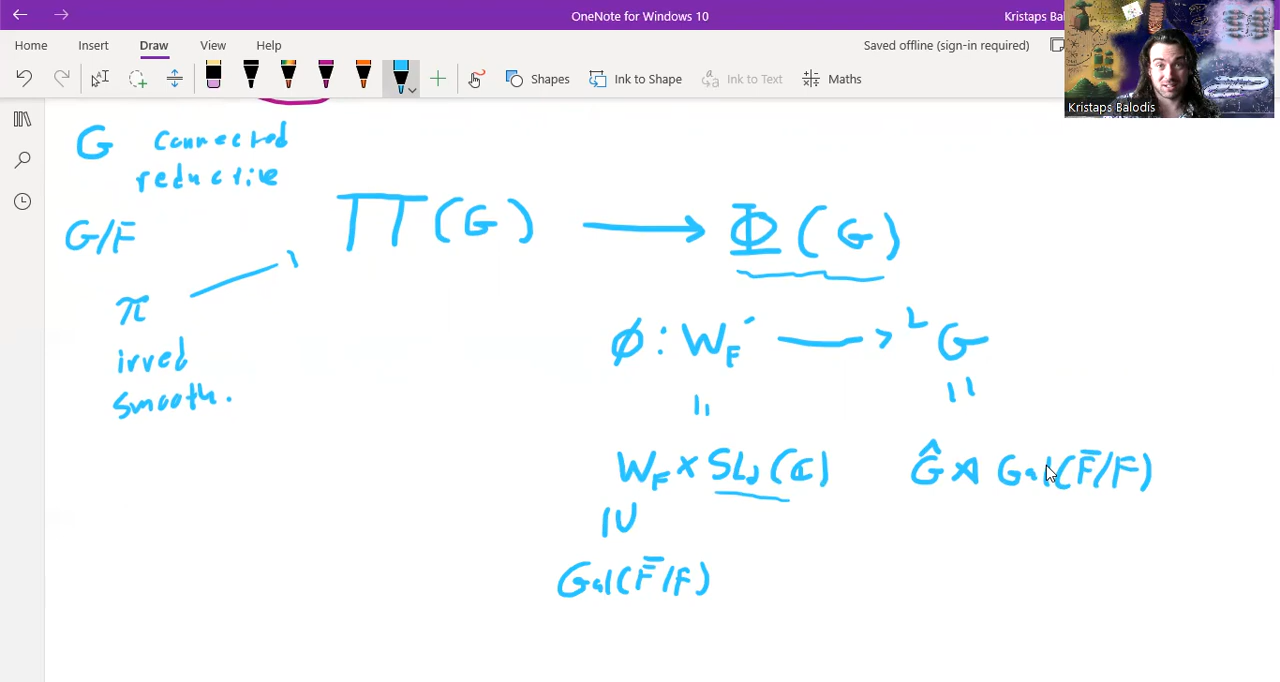 OneNote for Windows 10
Kristaps Ba
Home Insert Draw View Help
Saved offline (sign-in required)
Shapes Ink to Shape Ink to Text Maths
Kristaps Balodis
G connected
reductive
G/F
Π(G) → Φ(G)
π
irred
smooth.
ϕ: W_F' → ᴸG
W_F × SL₂(ℂ)
Ĝ ⋊ Gal(F̄/F)
Gal(F̄/F)